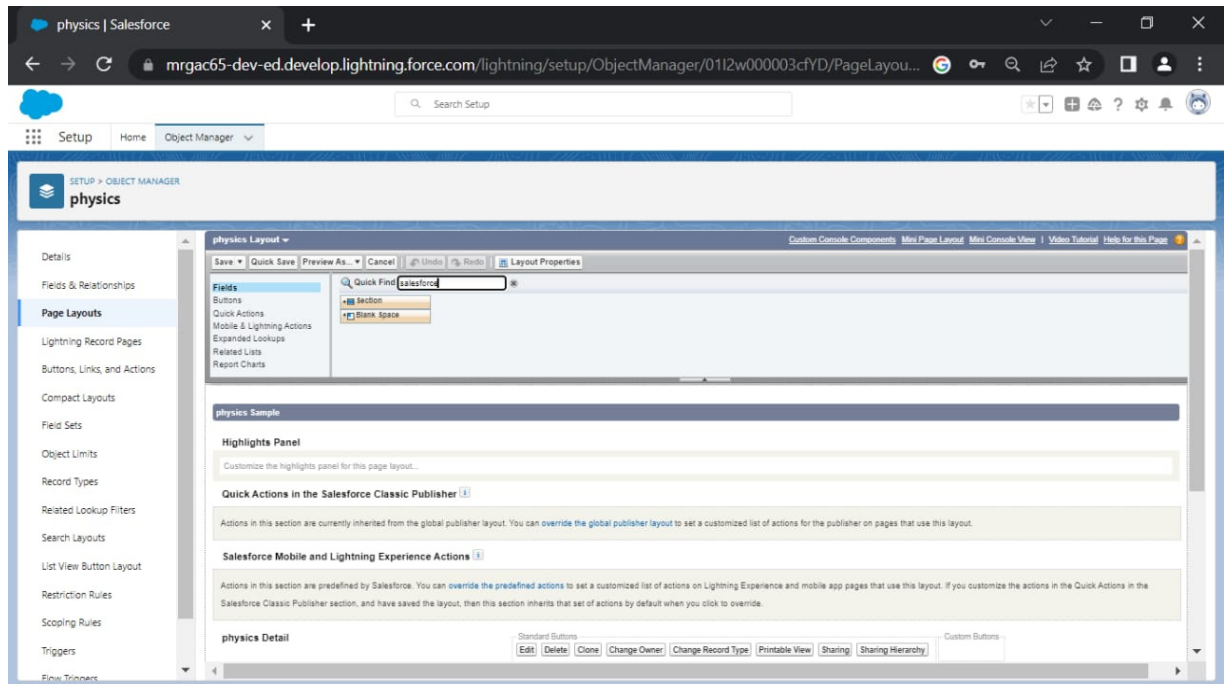 physics | Salesforce
mrgac65-dev-ed.develop.lightning.force.com/lightning/setup/ObjectManager/01I2w000003cfYD/PageLayou...
Search Setup
Setup Home Object Manager
SETUP > OBJECT MANAGER
physics
Details
Fields & Relationships
Page Layouts
Lightning Record Pages
Buttons, Links, and Actions
Compact Layouts
Field Sets
Object Limits
Record Types
Related Lookup Filters
Search Layouts
List View Button Layout
Restriction Rules
Scoping Rules
Triggers
Flow Triggers
physics Layout
Custom Console Components Mini Page Layout Mini Console View | Video Tutorial Help for this Page
Save Quick Save Preview As... Cancel Undo Redo Layout Properties
Fields
Buttons
Quick Actions
Mobile & Lightning Actions
Expanded Lookups
Related Lists
Report Charts
Quick Find salesforce
Section
Blank Space
physics Sample
Highlights Panel
Customize the highlights panel for this page layout...
Quick Actions in the Salesforce Classic Publisher
Actions in this section are currently inherited from the global publisher layout. You can override the global publisher layout to set a customized list of actions for the publisher on pages that use this layout.
Salesforce Mobile and Lightning Experience Actions
Actions in this section are predefined by Salesforce. You can override the predefined actions to set a customized list of actions on Lightning Experience and mobile app pages that use this layout. If you customize the actions in the Quick Actions in the
Salesforce Classic Publisher section, and have saved the layout, then this section inherits that set of actions by default when you click to override.
physics Detail
Standard Buttons
Edit Delete Clone Change Owner Change Record Type Printable View Sharing Sharing Hierarchy
Custom Buttons